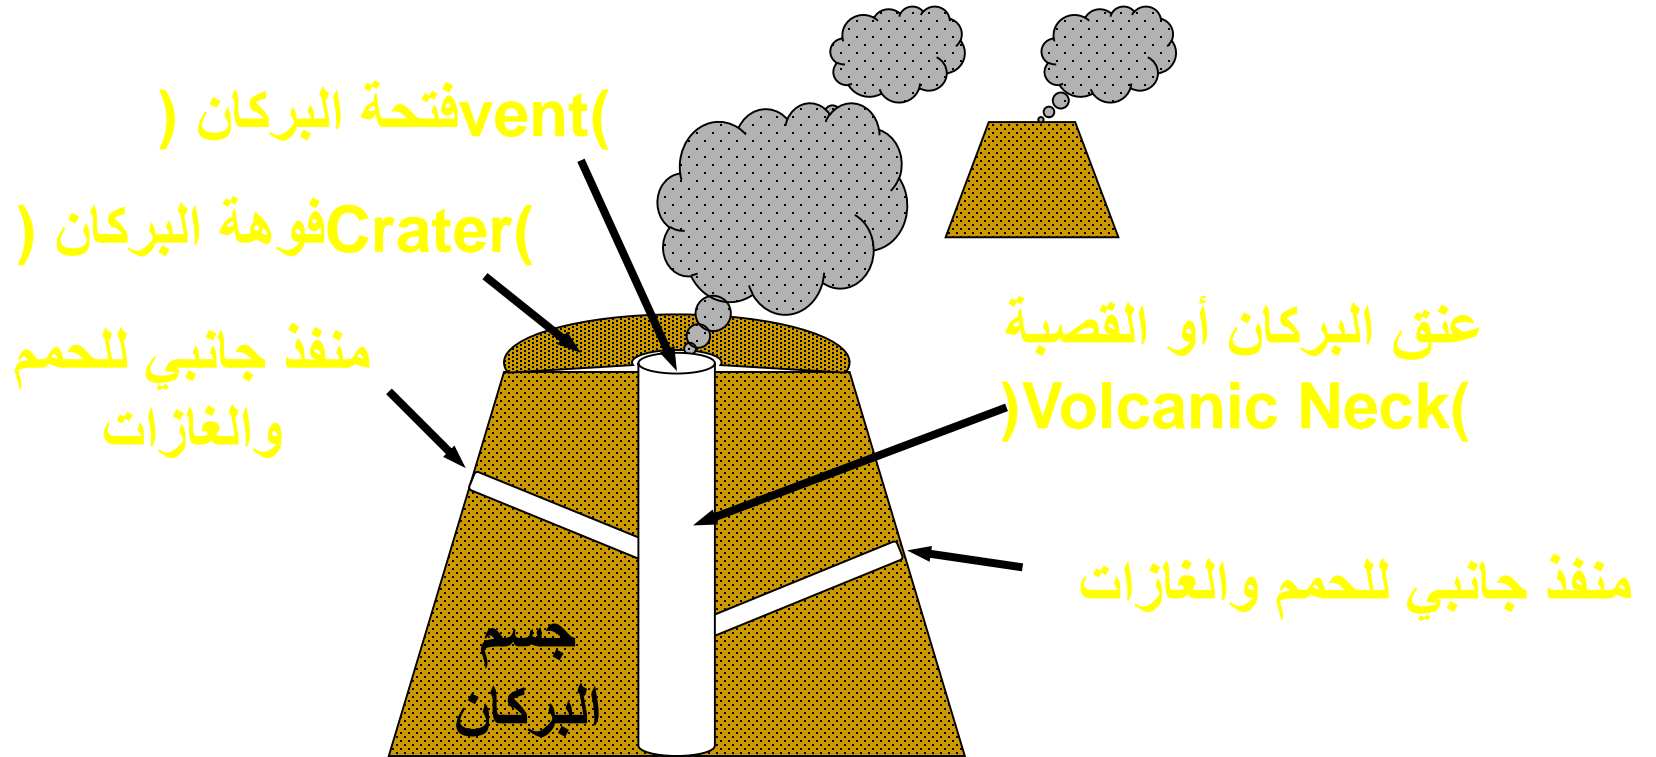 فتحة البركان (vent)
فوهة البركان (Crater)
منفذ جانبي للحمم
والغازات
عنق البركان أو القصبة
(Volcanic Neck)
منفذ جانبي للحمم والغازات
جسم
البركان